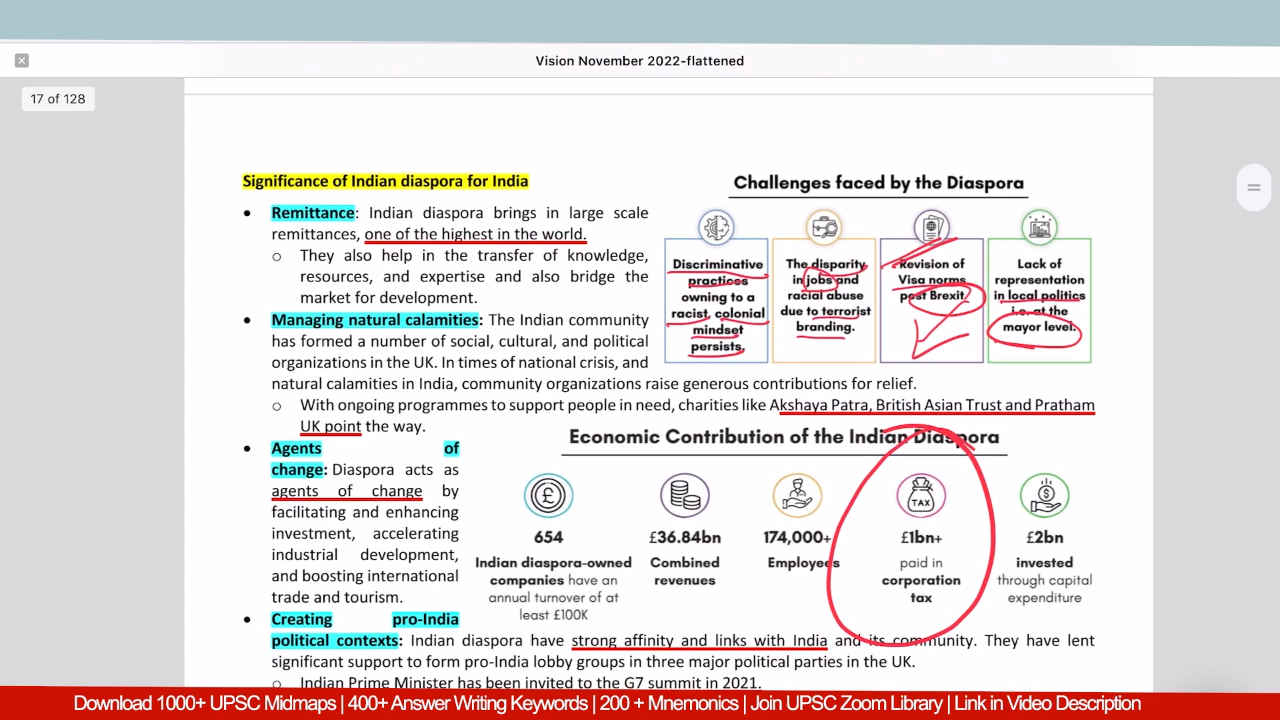 Vision November 2022-flattened
17 of 128
Significance of Indian diaspora for India
• Remittance: Indian diaspora brings in large scale
remittances, one of the highest in the world.
o They also help in the transfer of knowledge,
resources, and expertise and also bridge the
market for development.
• Managing natural calamities: The Indian community
has formed a number of social, cultural, and political
organizations in the UK. In times of national crisis, and
natural calamities in India, community organizations raise generous contributions for relief.
o With ongoing programmes to support people in need, charities like Akshaya Patra, British Asian Trust and Pratham
UK point the way.
Challenges faced by the Diaspora
Discriminative
practices
owning to a
racist, colonial
mindset
persists.
The disparity
in jobs and
racial abuse
due to terrorist
branding.
Revision of
Visa norms
post Brexit.
Lack of
representation
in local politics
i.e. at the
mayor level.
• Agents of
change: Diaspora acts as
agents of change by
facilitating and enhancing
investment, accelerating
industrial development,
and boosting international
trade and tourism.
Economic Contribution of the Indian Diaspora
654
Indian diaspora-owned
companies have an
annual turnover of at
least £100K
£36.84bn
Combined
revenues
174,000+
Employees
TAX
£1bn+
paid in
corporation
tax
£2bn
invested
through capital
expenditure
• Creating pro-India
political contexts: Indian diaspora have strong affinity and links with India and its community. They have lent
significant support to form pro-India lobby groups in three major political parties in the UK.
o Indian Prime Minister has been invited to the G7 summit in 2021.
Download 1000+ UPSC Midmaps | 400+ Answer Writing Keywords | 200 + Mnemonics | Join UPSC Zoom Library | Link in Video Description